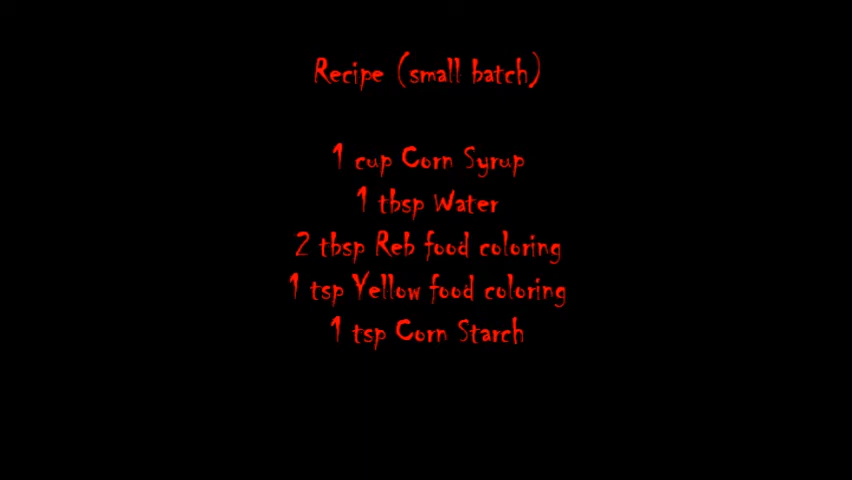 Recipe (small batch)
1 cup Corn Syrup
1 tbsp Water
2 tbsp Reb food coloring
1 tsp Yellow food coloring
1 tsp Corn Starch